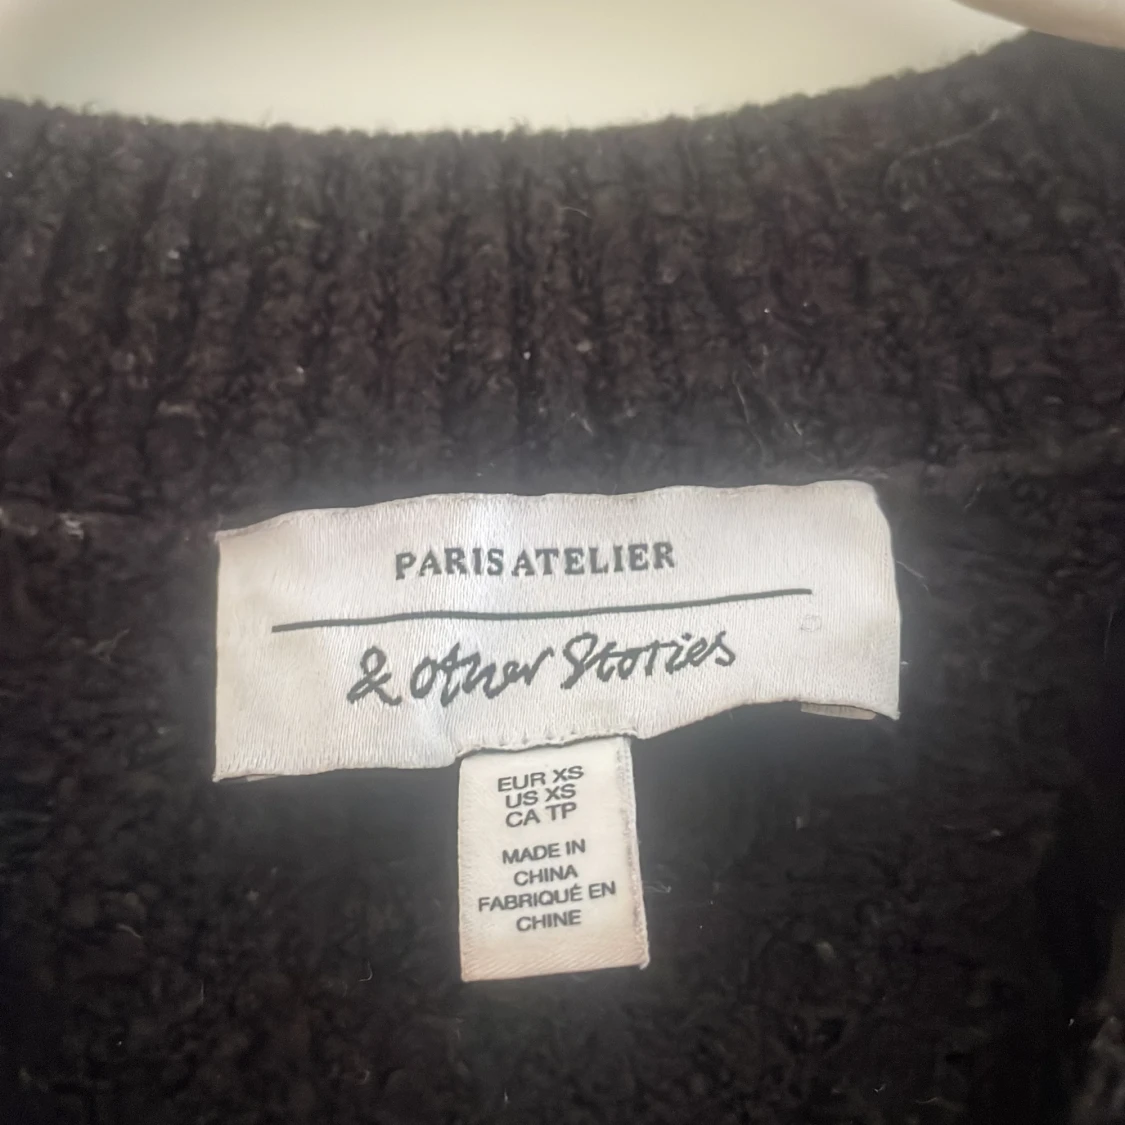 PARIS ATELIER
& other Stories
EUR XS
US XS
CA TP
MADE IN
CHINA
FABRIQUÉ EN
CHINE